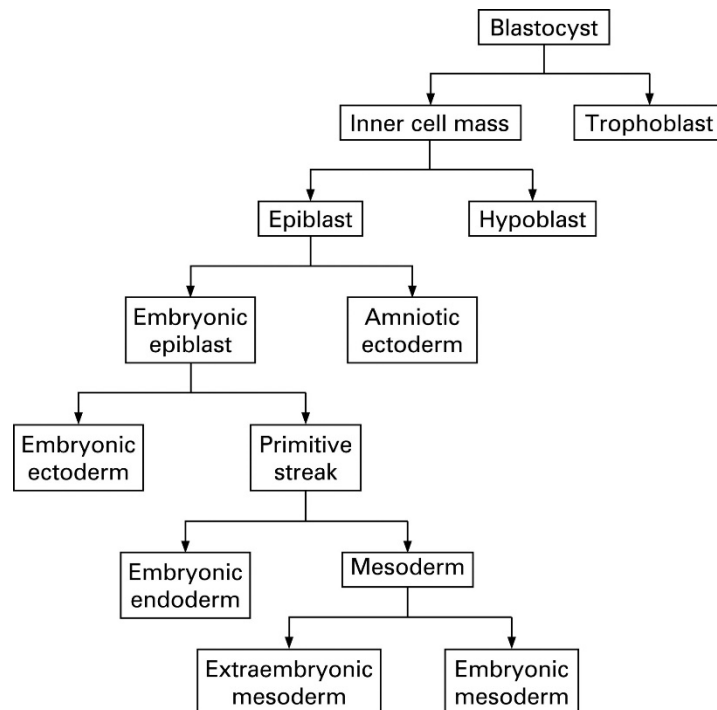 Blastocyst
Inner cell mass
Trophoblast
Epiblast
Hypoblast
Embryonic
epiblast
Amniotic
ectoderm
Embryonic
ectoderm
Primitive
streak
Embryonic
endoderm
Mesoderm
Extraembryonic
mesoderm
Embryonic
mesoderm